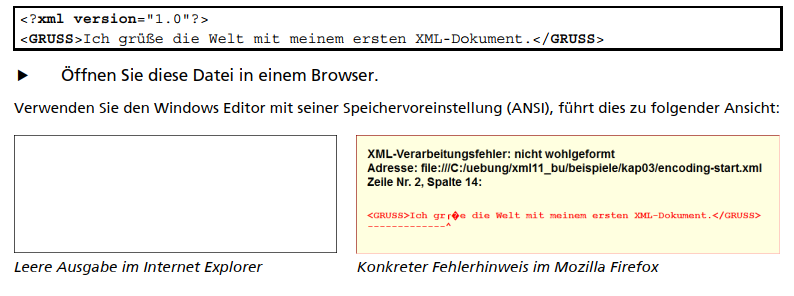 <?xml version="1.0"?>
<GRUSS>Ich grüße die Welt mit meinem ersten XML-Dokument.</GRUSS>
► Öffnen Sie diese Datei in einem Browser.
Verwenden Sie den Windows Editor mit seiner Speichervoreinstellung (ANSI), führt dies zu folgender Ansicht:
XML-Verarbeitungsfehler: nicht wohlgeformt
Adresse: file:///C:/uebung/xml11_bu/beispiele/kap03/encoding-start.xml
Zeile Nr. 2, Spalte 14:
<GRUSS>Ich gr╓�e die Welt mit meinem ersten XML-Dokument.</GRUSS>
-------------^
Leere Ausgabe im Internet Explorer
Konkreter Fehlerhinweis im Mozilla Firefox